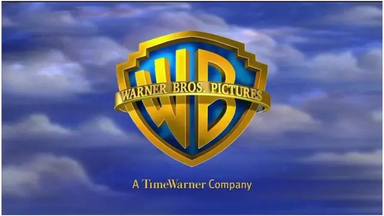 WB
WARNER BROS. PICTURES
A TimeWarner Company